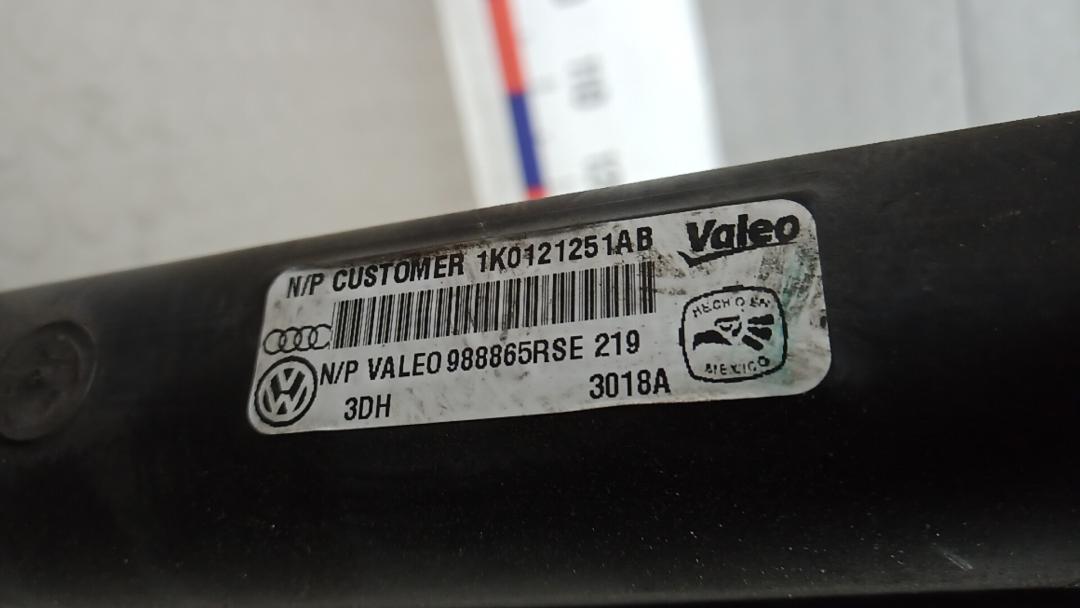 N/P CUSTOMER 1K0121251AB
Valeo
HECHO EN
MEXICO
N/P VALEO 988865RSE 219
3DH
3018A